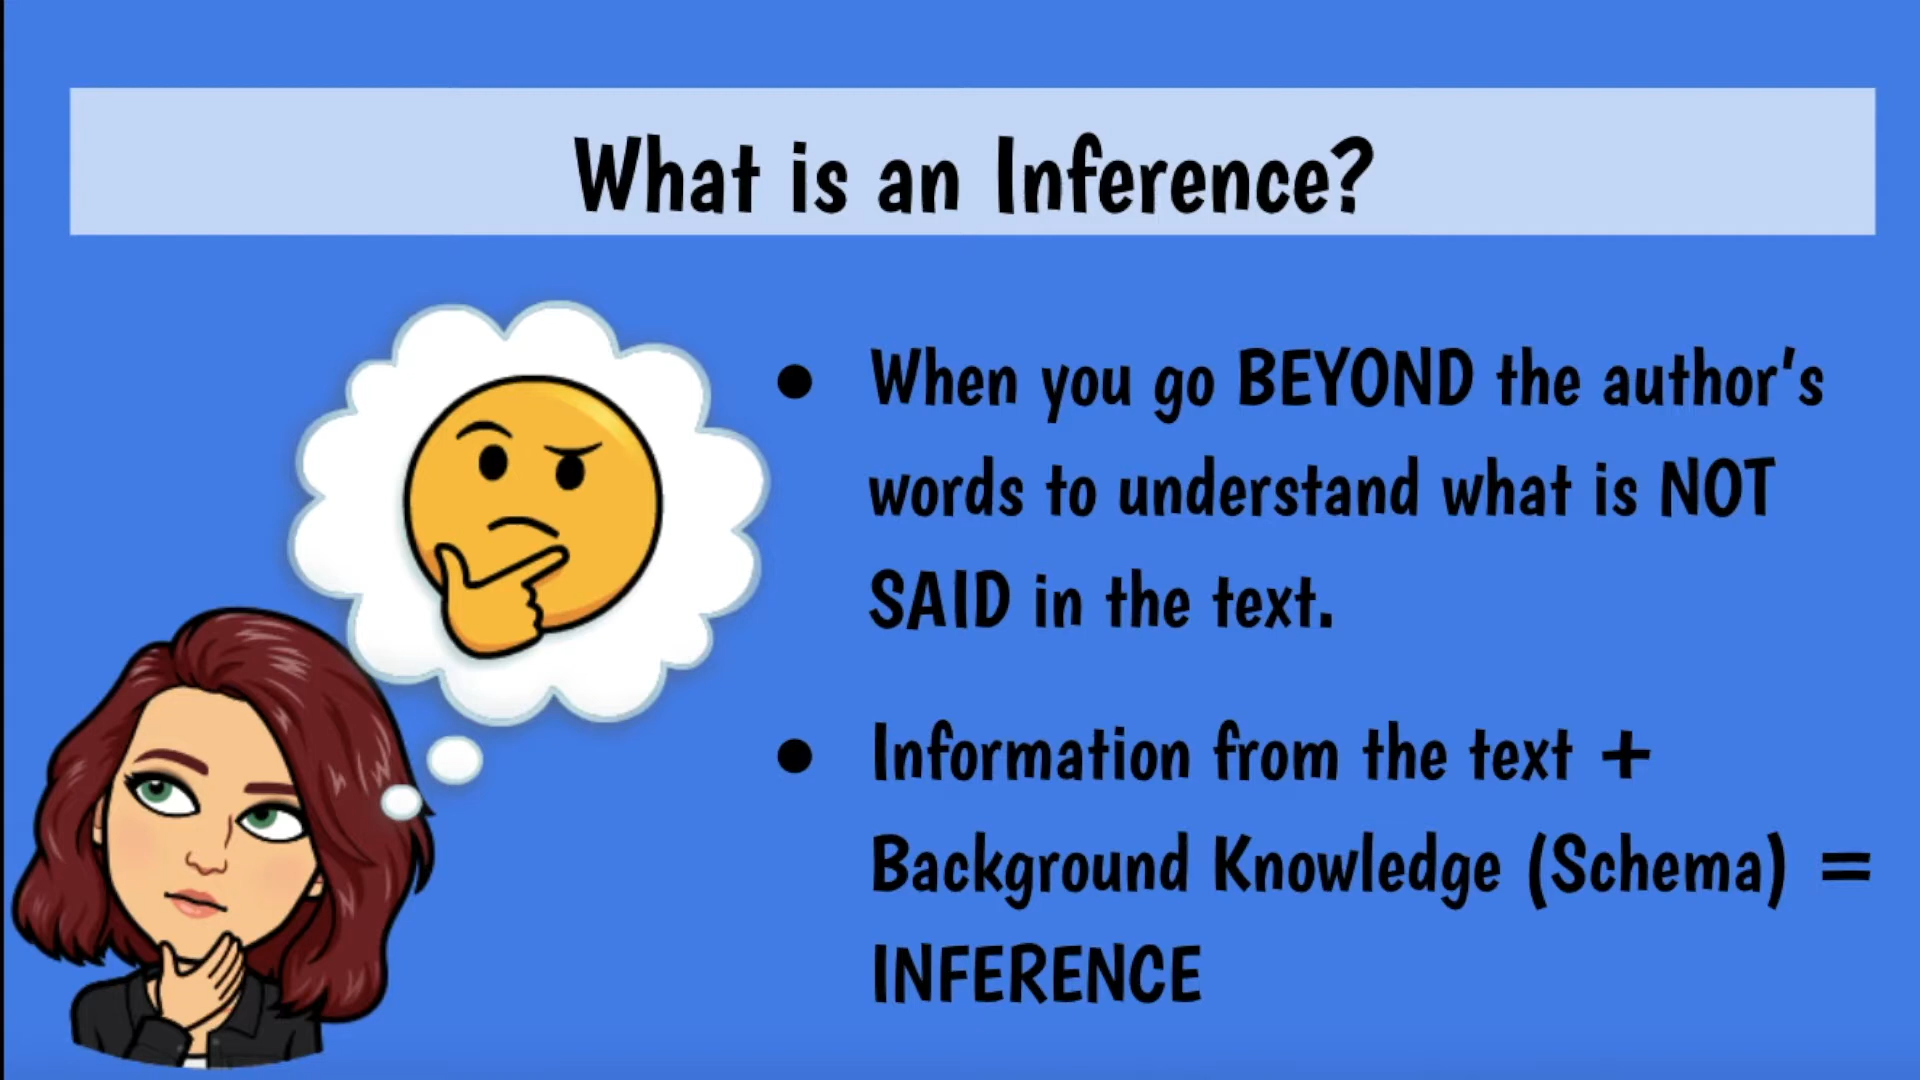 What is an Inference?
● When you go BEYOND the author's
words to understand what is NOT
SAID in the text.
● Information from the text +
Background Knowledge (Schema) =
INFERENCE